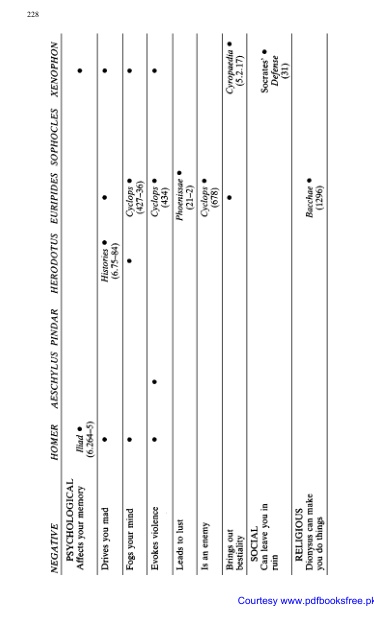 228
NEGATIVE HOMER AESCHYLUS PINDAR HERODOTUS EURIPIDES SOPHOCLES XENOPHON
PSYCHOLOGICAL
Affects your memory Iliad • •
(6.264–5)
Drives you mad • Histories • • •
(6.75–84)
Fogs your mind • • Cyclops • •
(427–36)
Evokes violence • • Cyclops • •
(434)
Leads to lust Phoenissae •
(21–2)
Is an enemy Cyclops •
(678)
Brings out • Cyropaedia •
bestiality (5.2.17)
SOCIAL
Can leave you in Socrates' •
ruin Defense
(31)
RELIGIOUS
Dionysus can make Bacchae •
you do things (1296)
Courtesy www.pdfbooksfree.pk